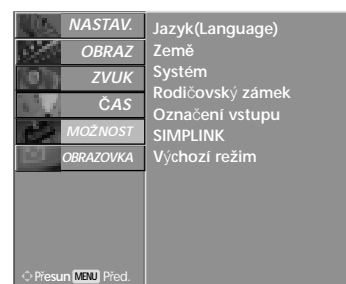 NASTAV.
OBRAZ
ZVUK
ČAS
MOŽNOST
OBRAZOVKA
Přesun MENU Před.
Jazyk(Language)
Země
Systém
Rodičovský zámek
Označení vstupu
SIMPLINK
Výchozí režim